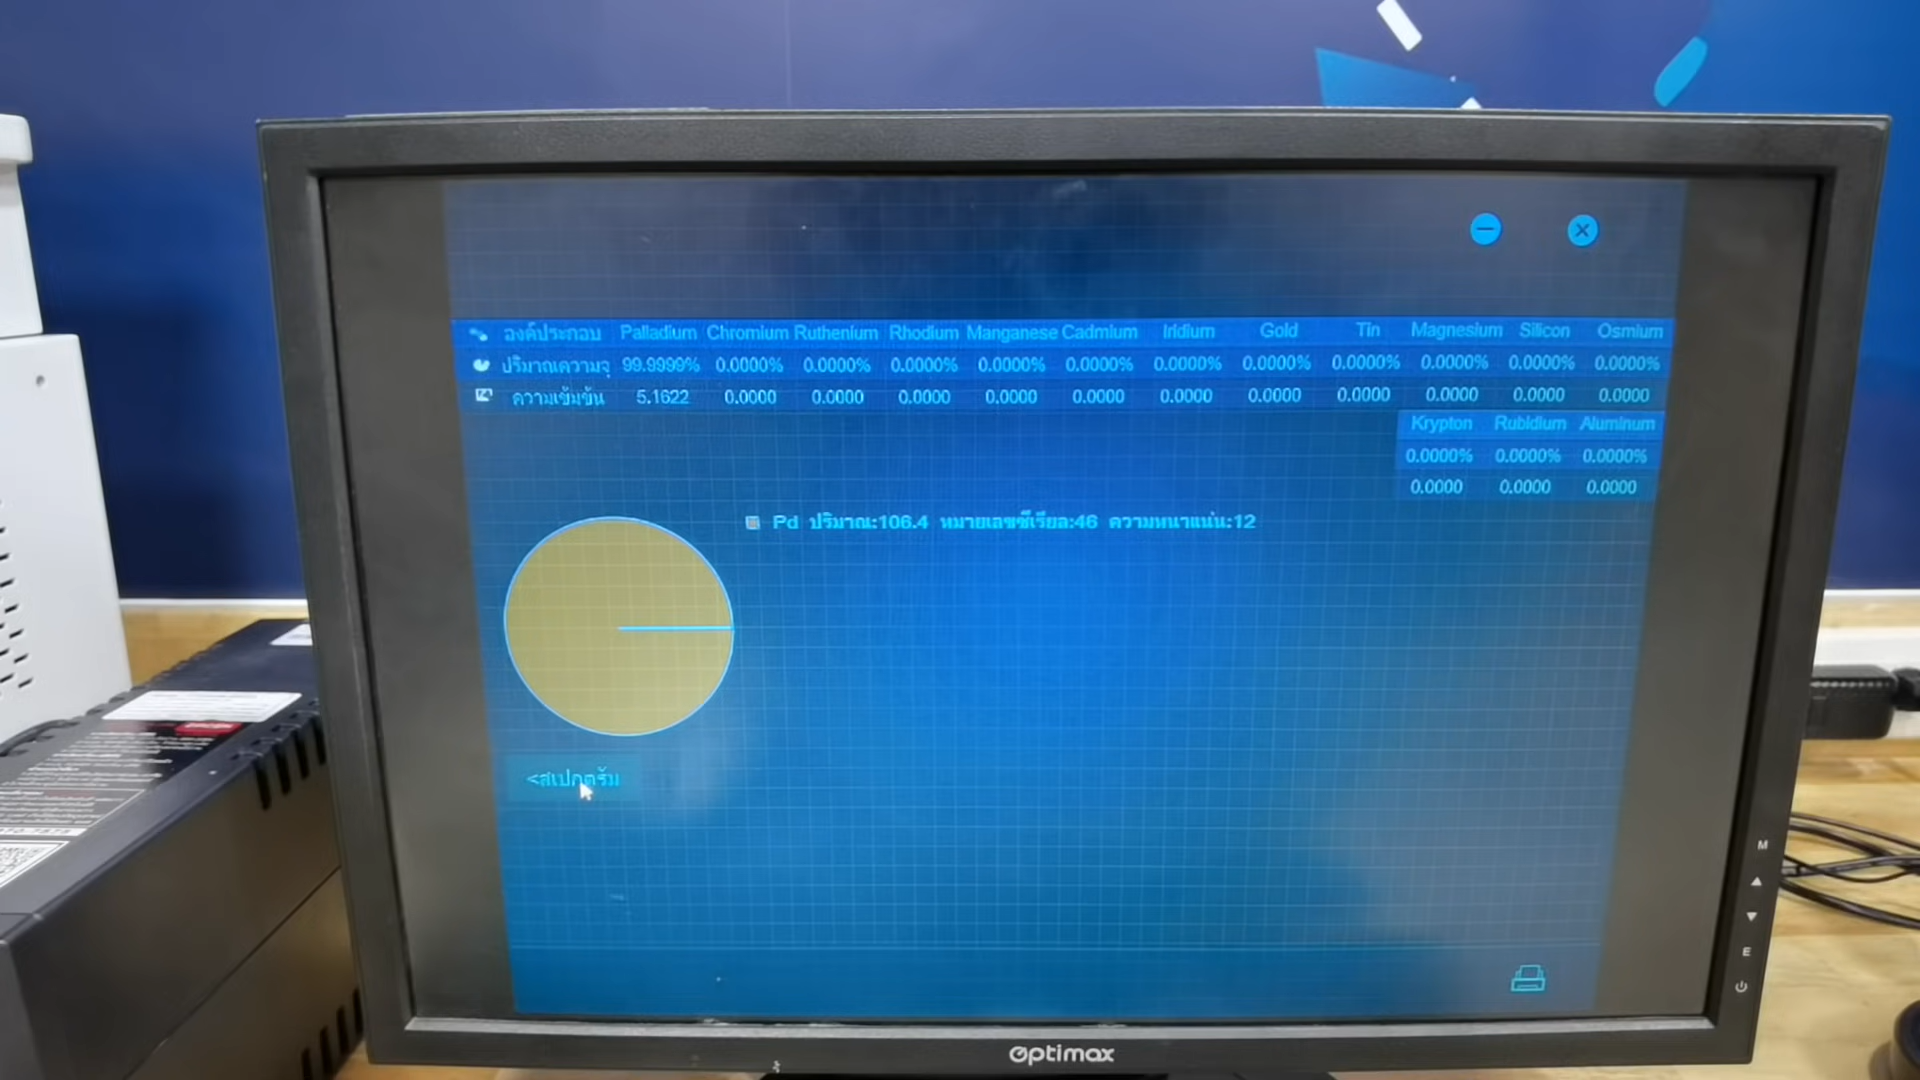 องค์ประกอบ Palladium Chromium Ruthenium Rhodium Manganese Cadmium Iridium Gold Tin Magnesium Silicon Osmium
ปริมาณความจุ 99.9999% 0.0000% 0.0000% 0.0000% 0.0000% 0.0000% 0.0000% 0.0000% 0.0000% 0.0000% 0.0000% 0.0000%
ความเข้มข้น 5.1622 0.0000 0.0000 0.0000 0.0000 0.0000 0.0000 0.0000 0.0000 0.0000 0.0000 0.0000
Krypton Rubidium Aluminum
0.0000% 0.0000% 0.0000%
0.0000 0.0000 0.0000
Pd ปริมาณ:106.4 หมายเลขซีเรียล:46 ความหนาแน่น:12
<สเปกตรัม
M
E
Optimax